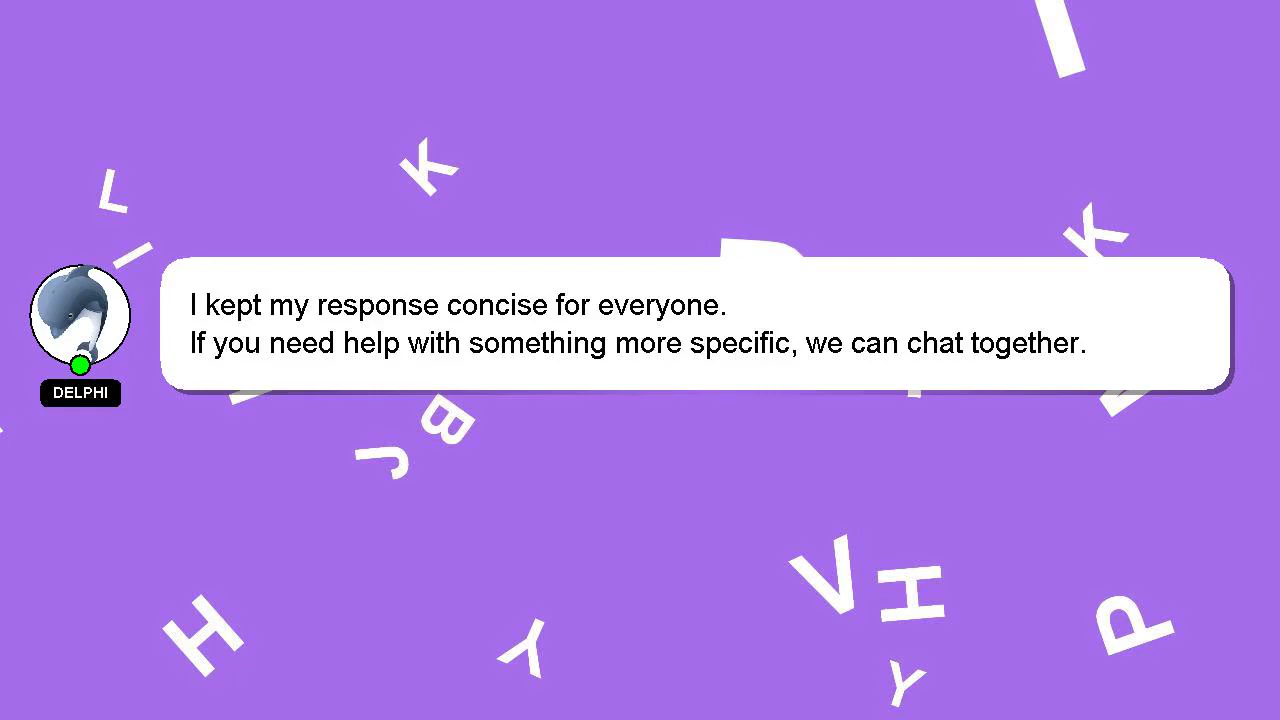 I
K
L
K
I kept my response concise for everyone.
If you need help with something more specific, we can chat together.
DELPHI
B
J
V
H
P
H
Y
Y